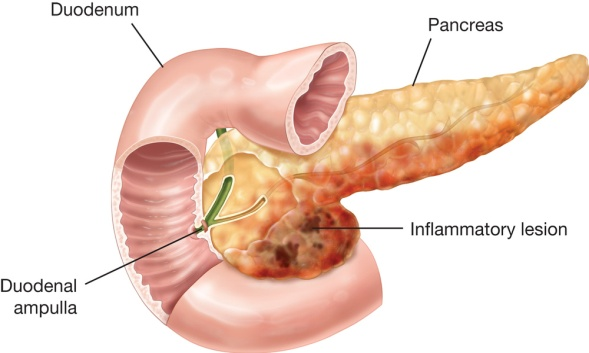 Duodenum
Pancreas
Inflammatory lesion
Duodenal
ampulla